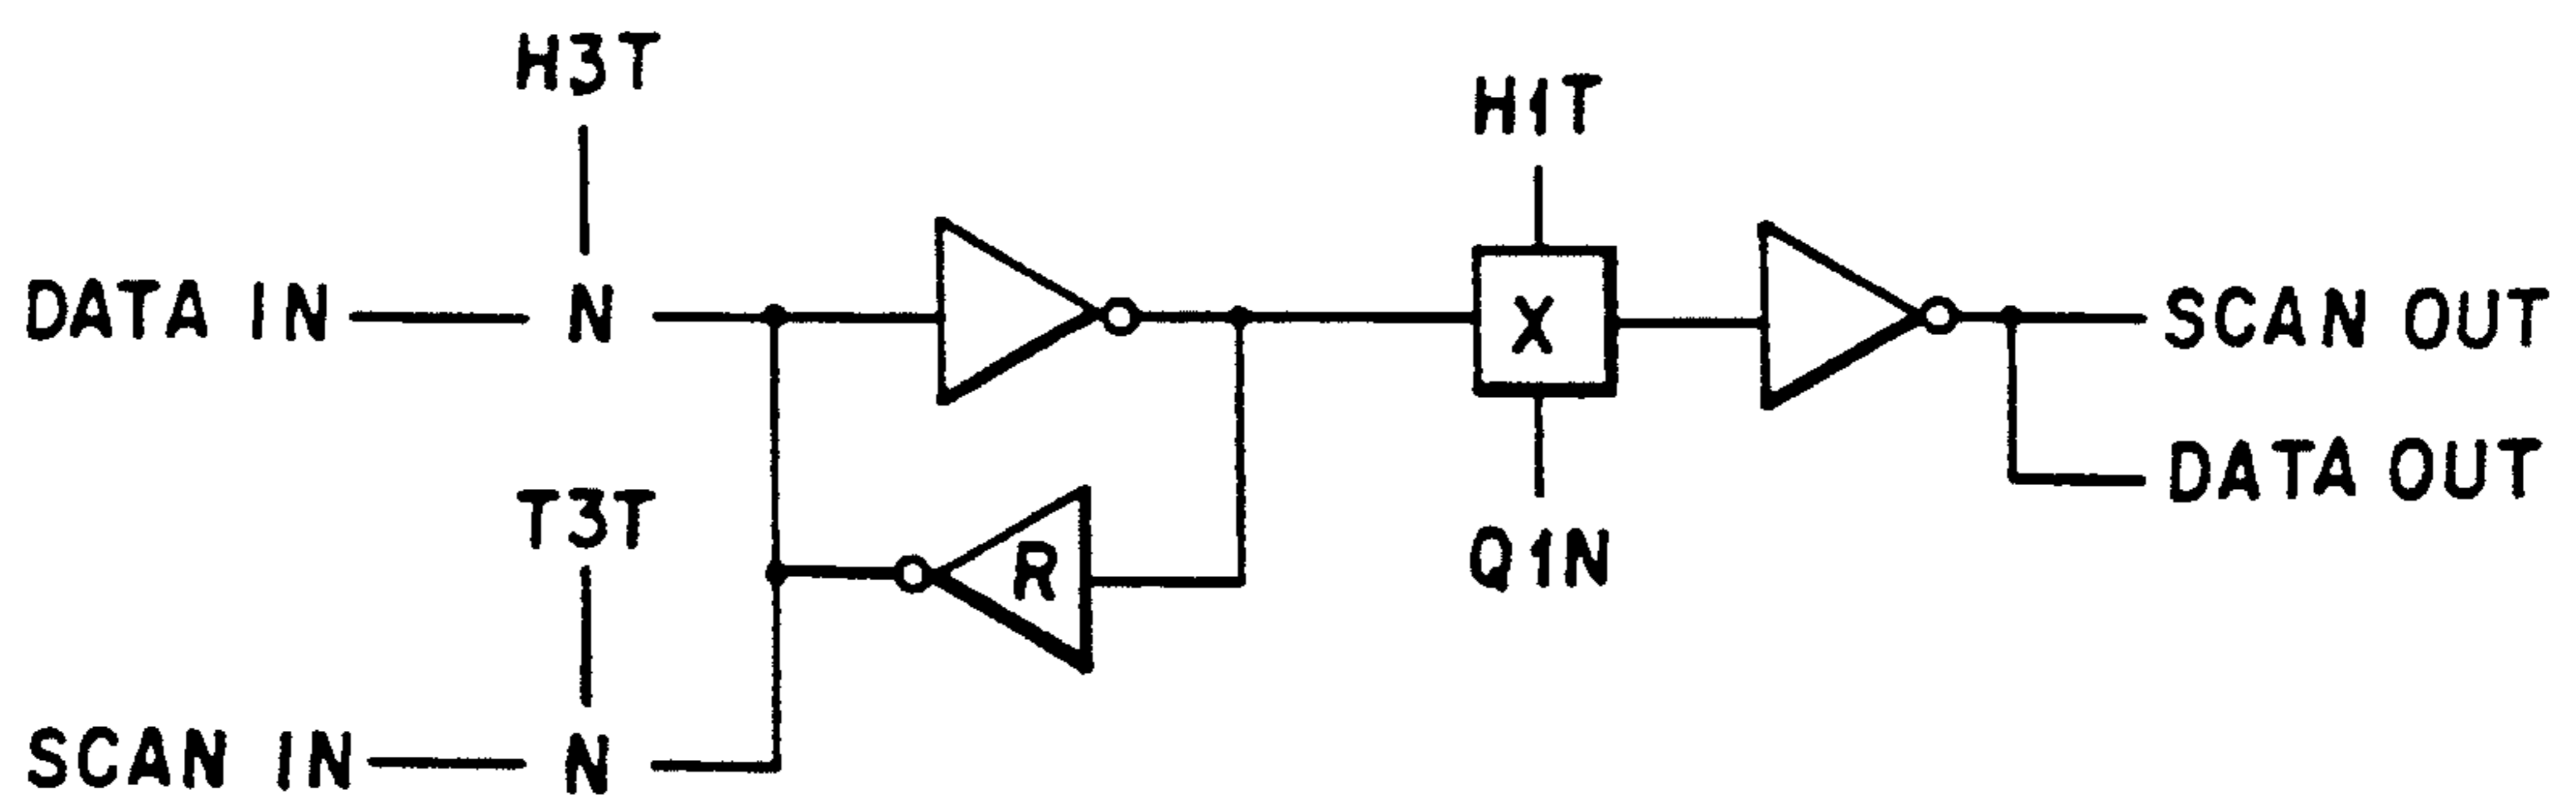 H3T
H1T
DATA IN
N
X
SCAN OUT
DATA OUT
T3T
R
Q1N
SCAN IN
N